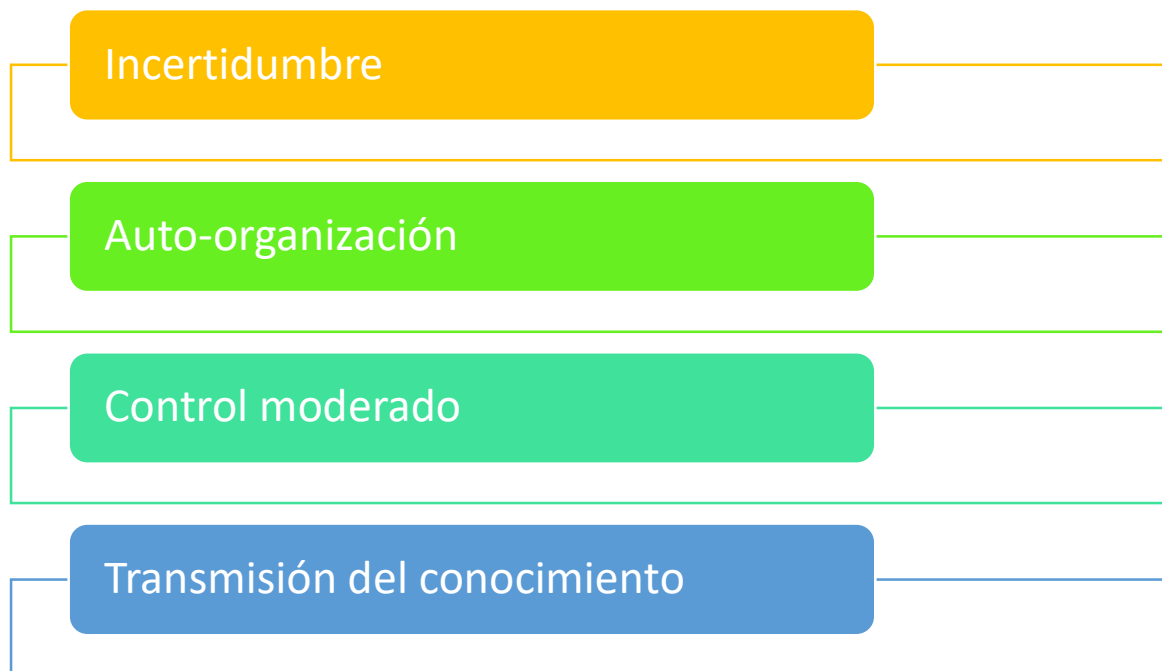 Incertidumbre
Auto-organización
Control moderado
Transmisión del conocimiento